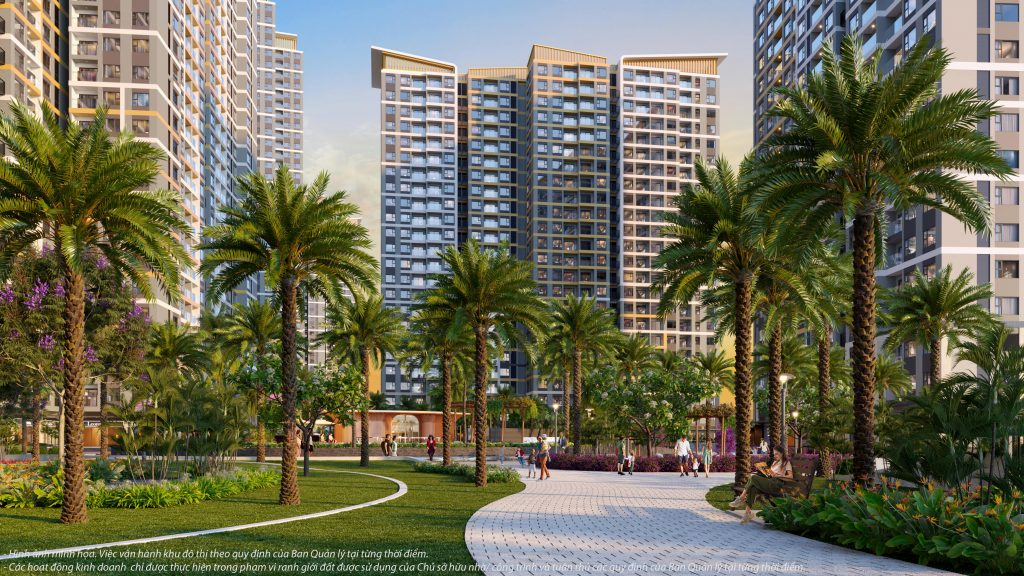 - Hình ảnh minh họa. Việc vận hành khu đô thị theo quy định của Ban Quản lý tại từng thời điểm.
- Các hoạt động kinh doanh chỉ được thực hiện trong phạm vi ranh giới đất được sử dụng của Chủ sở hữu nhà/ công trình và tuân thủ các quy định của Ban Quản lý tại từng thời điểm.